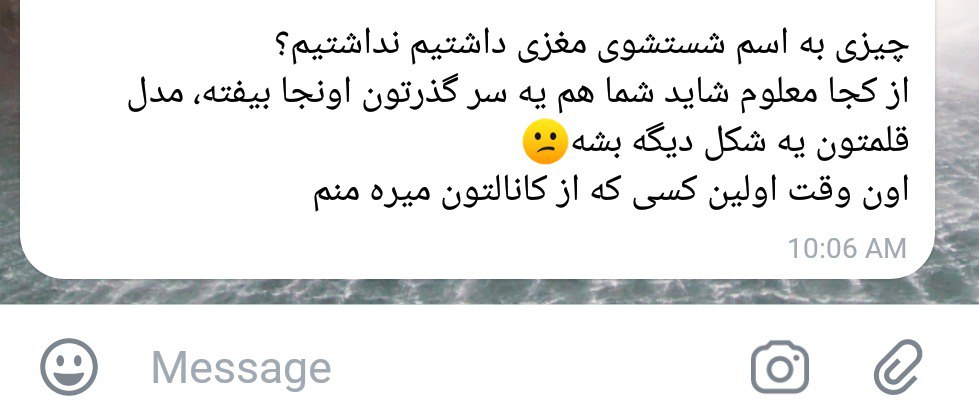 چیزی به اسم شستشوی مغزی داشتیم نداشتیم؟
از کجا معلوم شاید شما هم یه سر گذرتون اونجا بیفته، مدل
قلمتون یه شکل دیگه بشه😕
اون وقت اولین کسی که از کانالتون میره منم
10:06 AM
Message